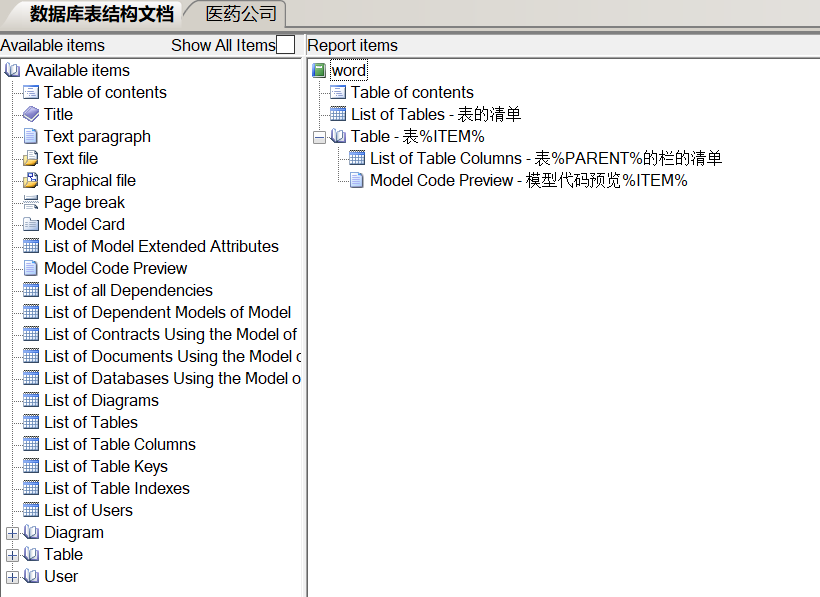 数据库表结构文档 医药公司
Available items Show All Items
Available items
Table of contents
Title
Text paragraph
Text file
Graphical file
Page break
Model Card
List of Model Extended Attributes
Model Code Preview
List of all Dependencies
List of Dependent Models of Model
List of Contracts Using the Model of
List of Documents Using the Model o
List of Databases Using the Model o
List of Diagrams
List of Tables
List of Table Columns
List of Table Keys
List of Table Indexes
List of Users
Diagram
Table
User
Report items
word
Table of contents
List of Tables - 表的清单
Table - 表%ITEM%
List of Table Columns - 表%PARENT%的栏的清单
Model Code Preview - 模型代码预览%ITEM%